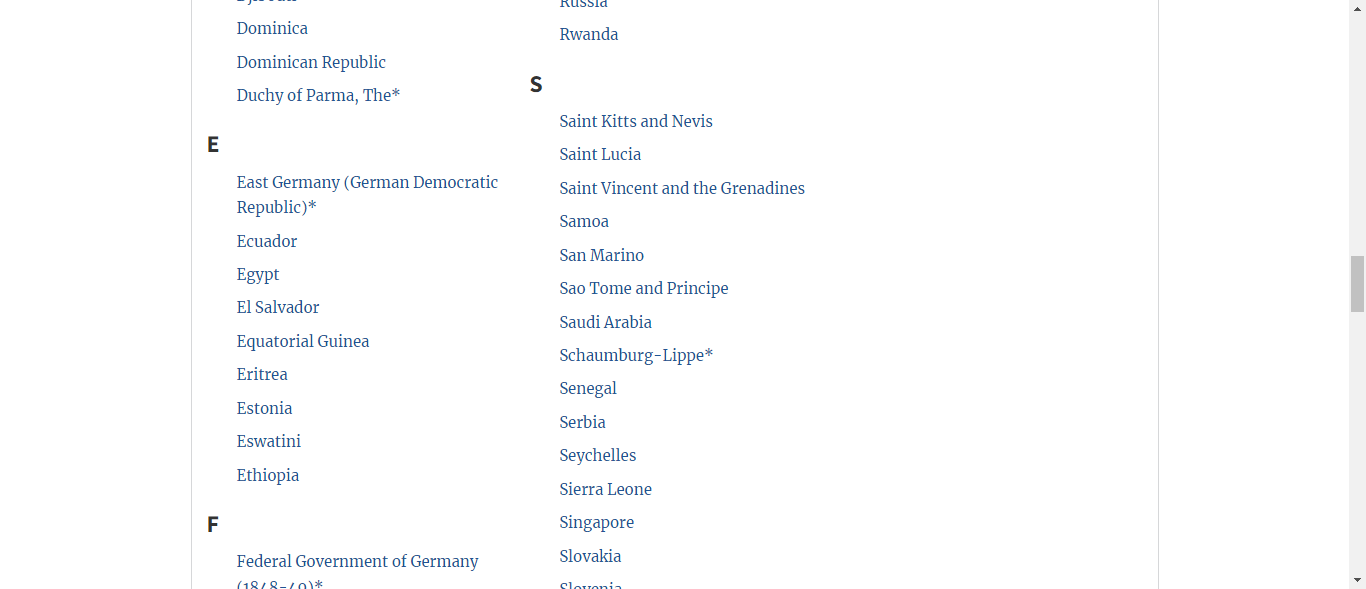 Dominica
Dominican Republic
Duchy of Parma, The*
E
East Germany (German Democratic
Republic)*
Ecuador
Egypt
El Salvador
Equatorial Guinea
Eritrea
Estonia
Eswatini
Ethiopia
F
Federal Government of Germany
(1848-49)*
Russia
Rwanda
S
Saint Kitts and Nevis
Saint Lucia
Saint Vincent and the Grenadines
Samoa
San Marino
Sao Tome and Principe
Saudi Arabia
Schaumburg-Lippe*
Senegal
Serbia
Seychelles
Sierra Leone
Singapore
Slovakia
Slovenia